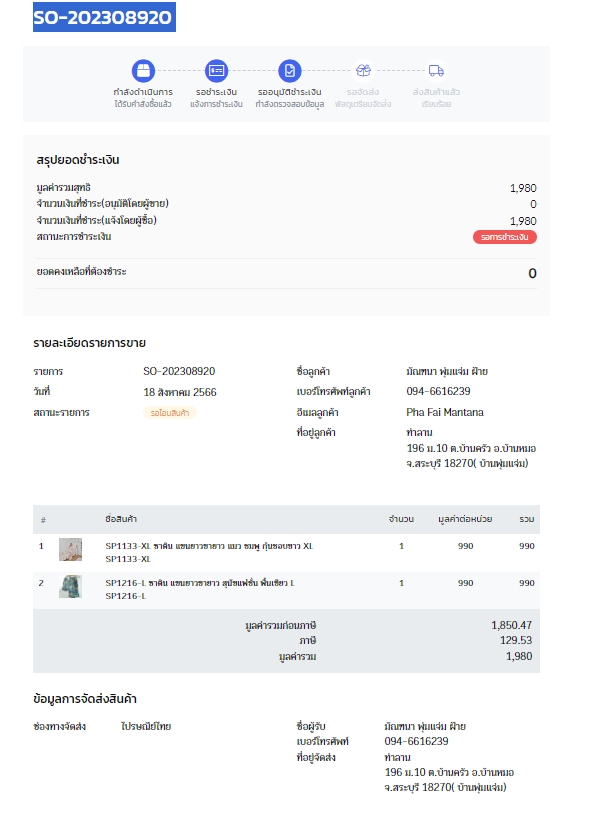 SO-202308920
กำลังดำเนินการ รอชำระเงิน รออนุมัติชำระเงิน รอจัดส่ง ส่งสินค้าแล้ว
ได้รับคำสั่งซื้อแล้ว แจ้งการชำระเงิน กำลังตรวจสอบข้อมูล พัสดุเตรียมจัดส่ง เรียบร้อย
สรุปยอดชำระเงิน
มูลค่ารวมสุทธิ 1,980
จำนวนเงินที่ชำระ(อนุมัติโดยผู้ขาย) 0
จำนวนเงินที่ชำระ(แจ้งโดยผู้ซื้อ) 1,980
สถานะการชำระเงิน รอการชำระเงิน
ยอดคงเหลือที่ต้องชำระ 0
รายละเอียดรายการขาย
รายการ SO-202308920 ชื่อลูกค้า มัณฑนา พุ่มแจ่ม ฝ้าย
วันที่ 18 สิงหาคม 2566 เบอร์โทรศัพท์ลูกค้า 094-6616239
สถานะรายการ รอโอนสินค้า อีเมลลูกค้า Pha Fai Mantana
ที่อยู่ลูกค้า ท่าลาน
196 ม.10 ต.บ้านครัว อ.บ้านหมอ
จ.สระบุรี 18270( บ้านพุ่มแจ่ม)
# ชื่อสินค้า จำนวน มูลค่าต่อหน่วย รวม
1 SP1133-XL ซาติน แขนยาวขายาว แมว ชมพู กุ้นขอบขาว XL 1 990 990
SP1133-XL
2 SP1216-L ซาติน แขนยาวขายาว สุนัขแฟชั่น พื้นเขียว L 1 990 990
SP1216-L
มูลค่ารวมก่อนภาษี 1,850.47
ภาษี 129.53
มูลค่ารวม 1,980
ข้อมูลการจัดส่งสินค้า
ช่องทางจัดส่ง ไปรษณีย์ไทย ชื่อผู้รับ มัณฑนา พุ่มแจ่ม ฝ้าย
เบอร์โทรศัพท์ 094-6616239
ที่อยู่จัดส่ง ท่าลาน
196 ม.10 ต.บ้านครัว อ.บ้านหมอ
จ.สระบุรี 18270( บ้านพุ่มแจ่ม)